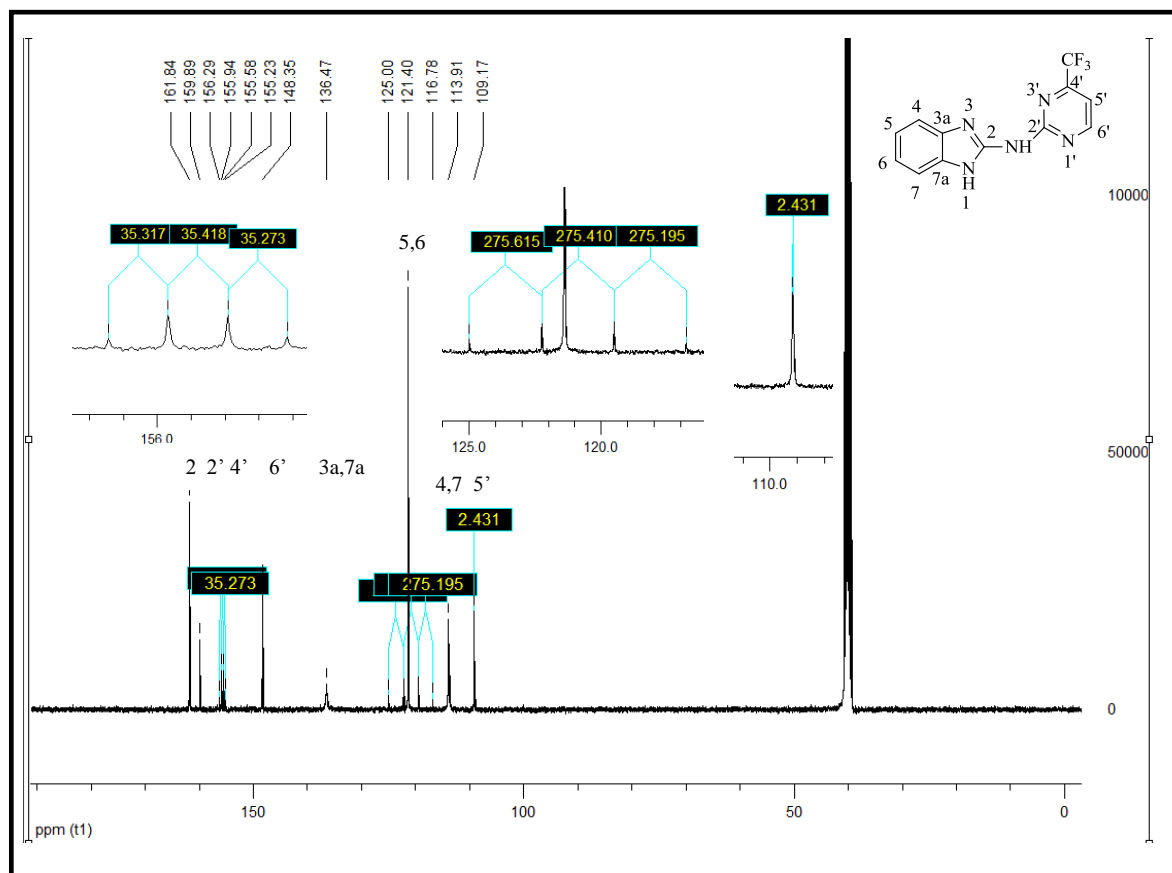 161.84
159.89
156.29
155.94
155.58
155.23
148.35
136.47
125.00
121.40
116.78
113.91
109.17
CF3
3' 4' 5'
N
4 3a 3
5 N 2 2' 6'
6 NH N
7 7a N 1'
H
1
10000
35.317 35.418 35.273
5,6
275.615 275.410 275.195
2.431
156.0
125.0 120.0
110.0
50000
2 2’ 4’ 6’ 3a,7a 4,7 5’
2.431
35.273
275.195
0
150 100 50 0
ppm (t1)